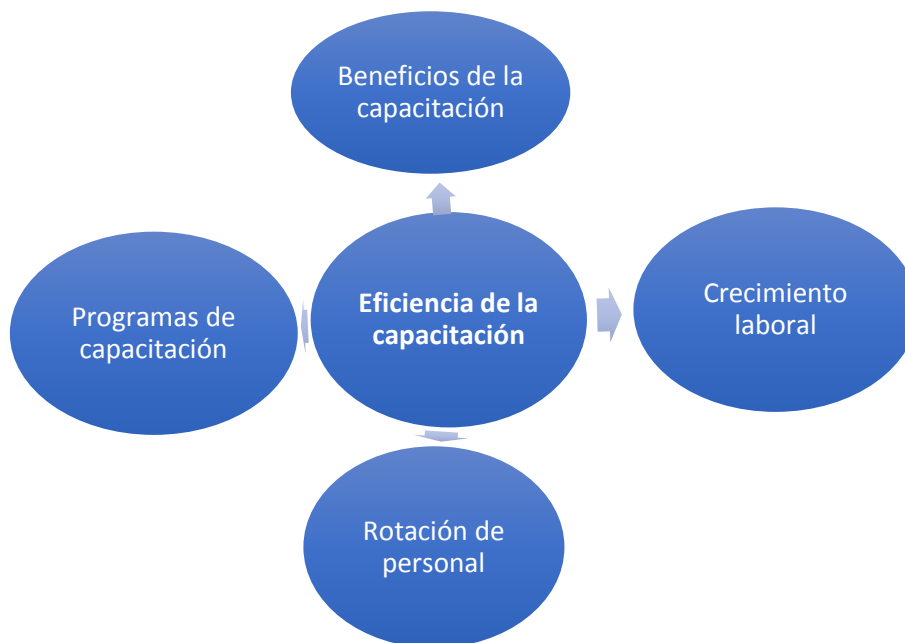 Beneficios de la
capacitación
Programas de
capacitación
Eficiencia de la
capacitación
Crecimiento
laboral
Rotación de
personal